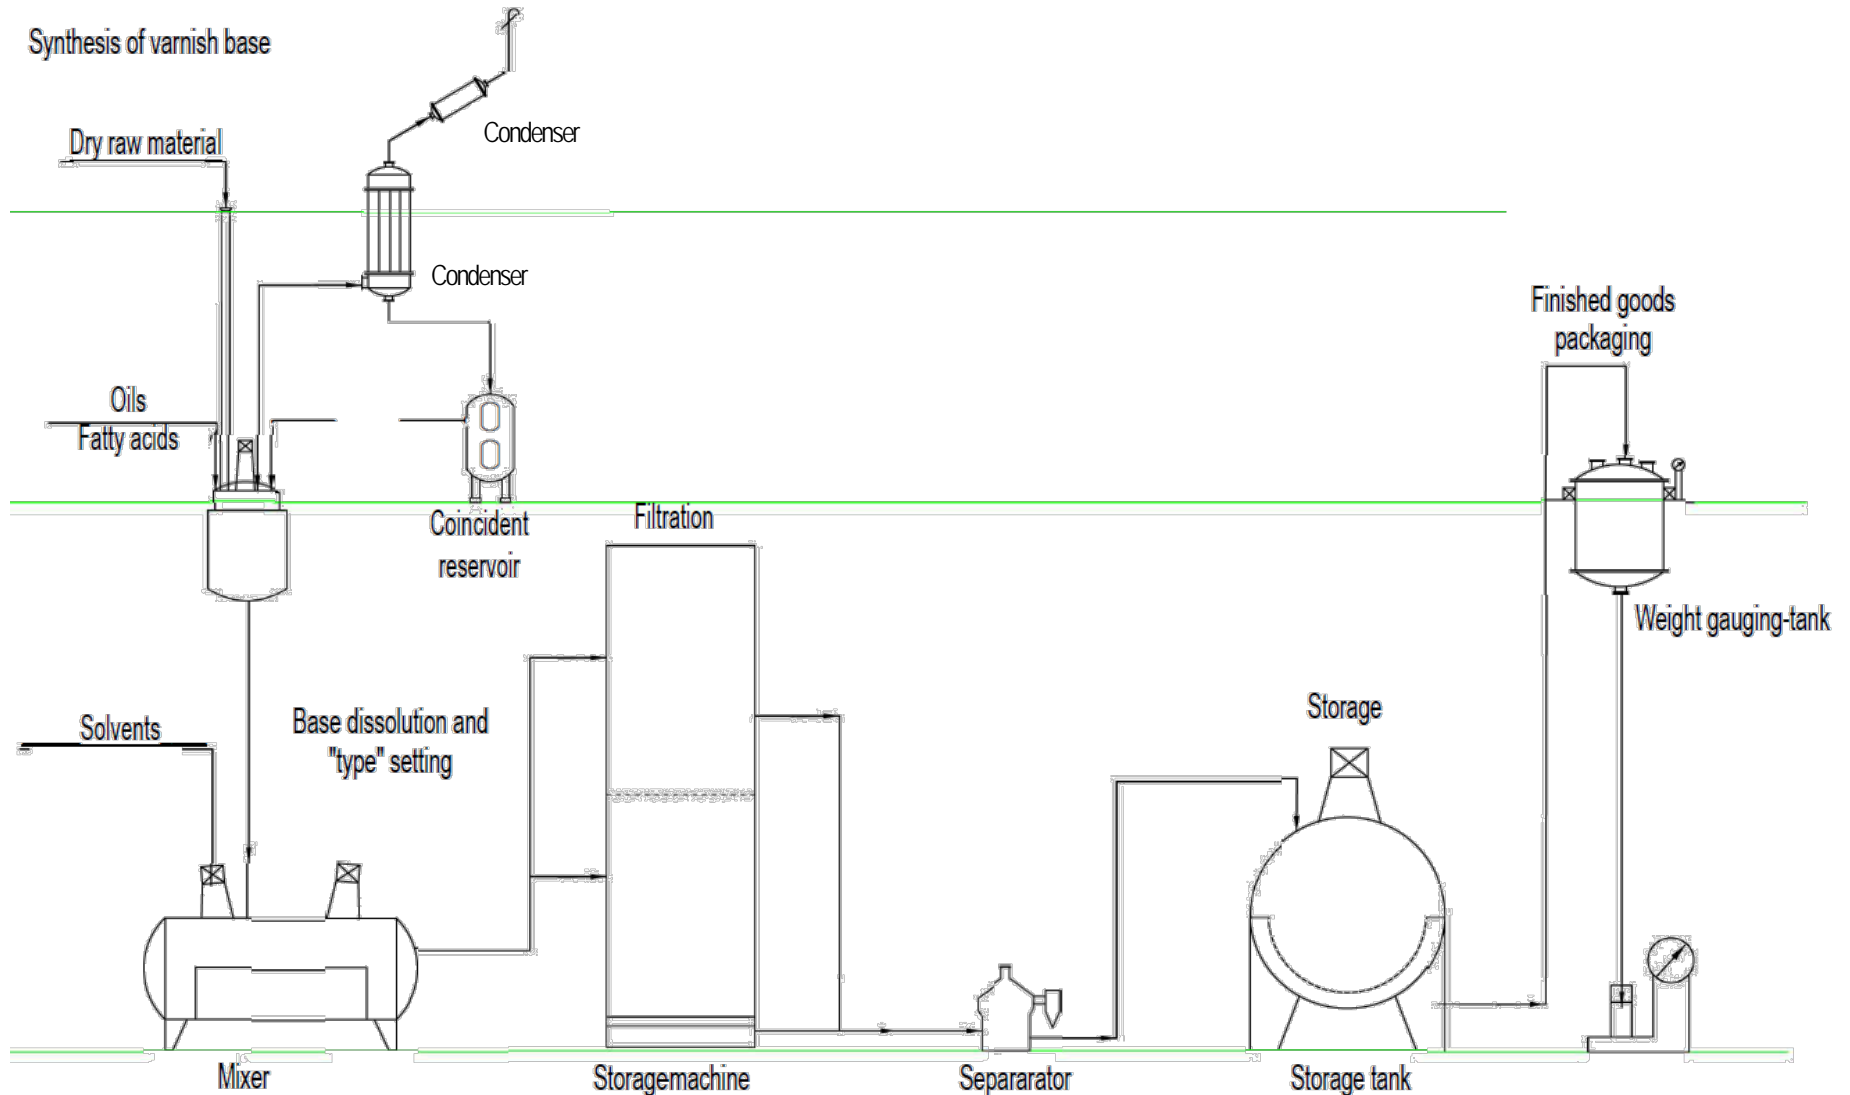 Synthesis of varnish base
Condenser
Dry raw material
Condenser
Finished goods
packaging
Oils
Fatty acids
Coincident
reservoir
Filtration
Weight gauging-tank
Solvents
Base dissolution and
"type" setting
Storage
Mixer
Storagemachine
Separarator
Storage tank